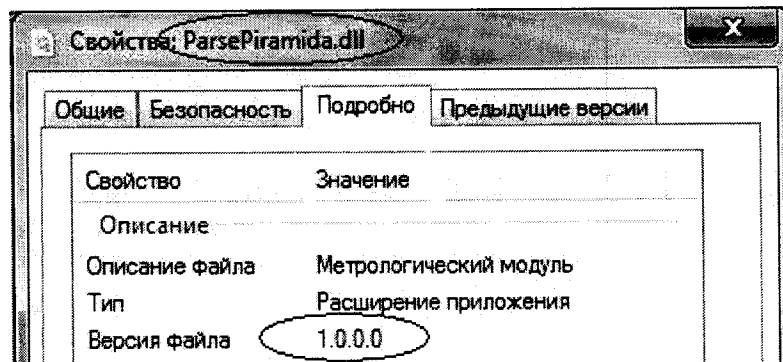 Свойства: ParsePiramida.dll
X
Общие Безопасность Подробно Предыдущие версии
Свойство Значение
Описание
Описание файла Метрологический модуль
Тип Расширение приложения
Версия файла 1.0.0.0